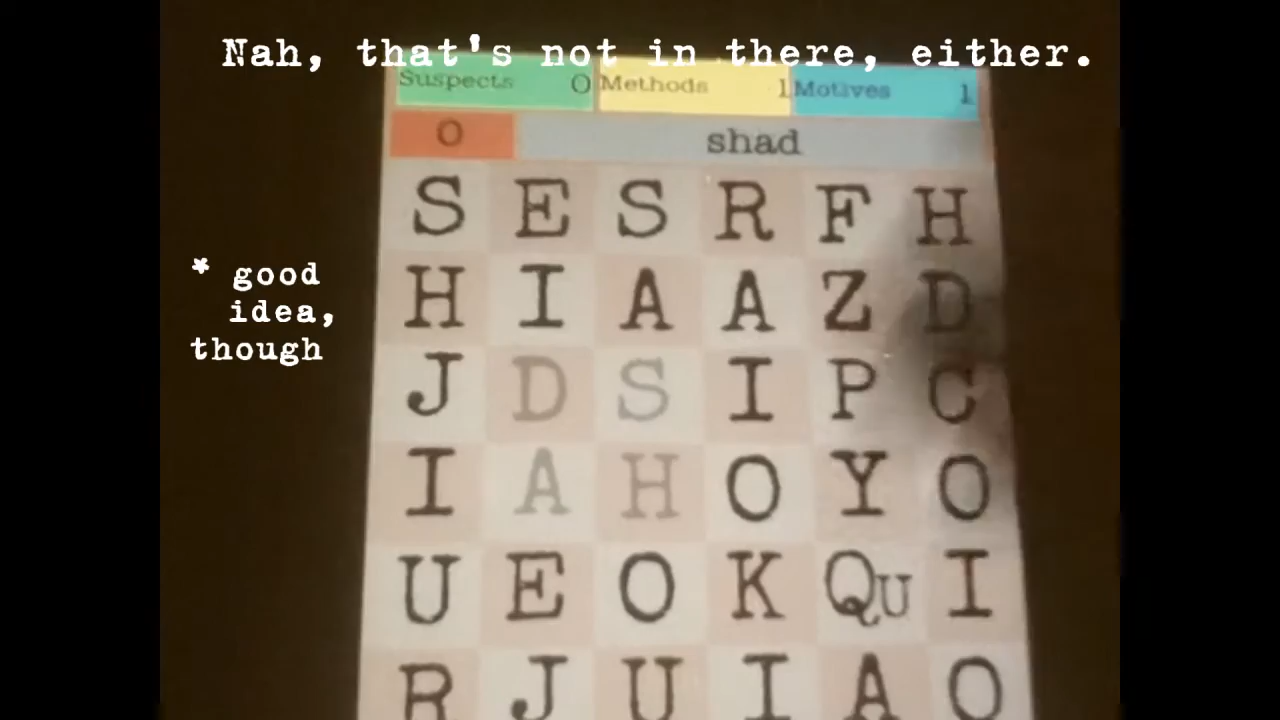 Nah, that's not in there, either.
Suspects 0 Methods 1 Motives 1
0 shad
S E S R F H
* good
idea,
though
H I A A Z D
J D S I P C
I A H O Y O
U E O K Qu I
R J U I A O